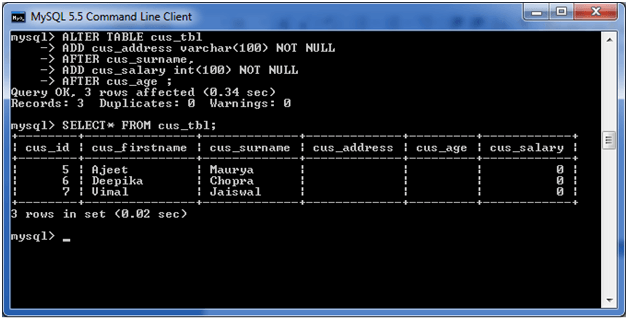 MySQL 5.5 Command Line Client
mysql> ALTER TABLE cus_tbl
    -> ADD cus_address varchar(100) NOT NULL
    -> AFTER cus_surname,
    -> ADD cus_salary int(100) NOT NULL
    -> AFTER cus_age ;
Query OK, 3 rows affected (0.34 sec)
Records: 3  Duplicates: 0  Warnings: 0
mysql> SELECT* FROM cus_tbl;
+--------+---------------+-------------+-------------+---------+------------+
| cus_id | cus_firstname | cus_surname | cus_address | cus_age | cus_salary |
+--------+---------------+-------------+-------------+---------+------------+
|      5 | Ajeet         | Maurya      |             |         |          0 |
|      6 | Deepika       | Chopra      |             |         |          0 |
|      7 | Vimal         | Jaiswal     |             |         |          0 |
+--------+---------------+-------------+-------------+---------+------------+
3 rows in set (0.02 sec)
mysql> _